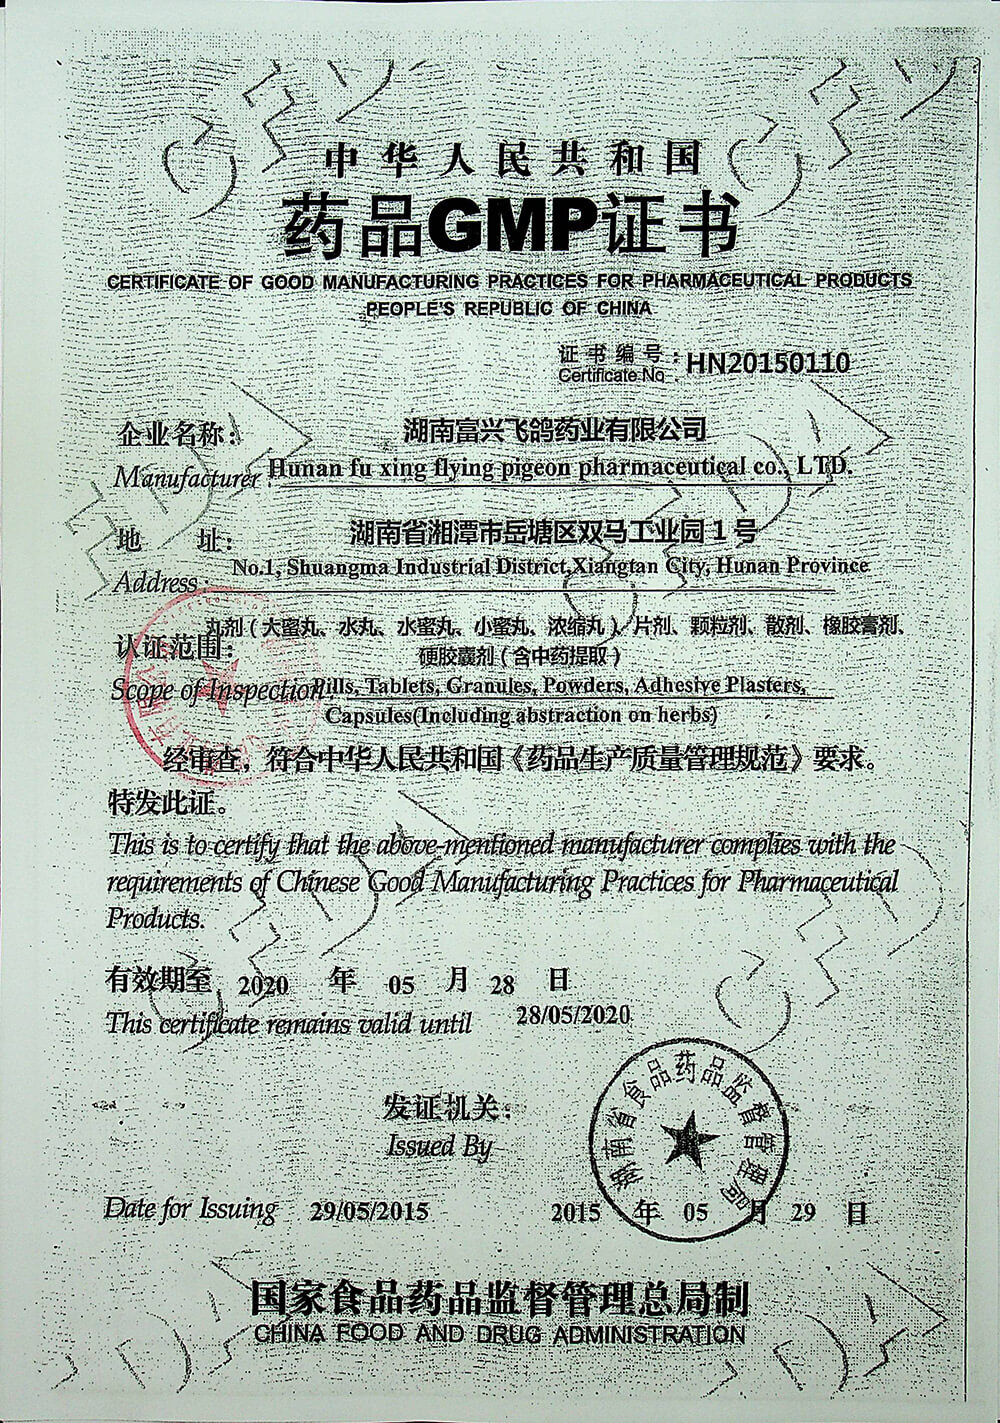 中华人民共和国
药品GMP证书
CERTIFICATE OF GOOD MANUFACTURING PRACTICES FOR PHARMACEUTICAL PRODUCTS
PEOPLE'S REPUBLIC OF CHINA
证书编号:
Certificate No : HN20150110
企业名称: 湖南富兴飞鸽药业有限公司
Manufacturer : Hunan fu xing flying pigeon pharmaceutical co., LTD.
地 址: 湖南省湘潭市岳塘区双马工业园1号
Address : No.1, Shuangma Industrial District,Xiangtan City, Hunan Province
认证范围: 丸剂(大蜜丸、水丸、水蜜丸、小蜜丸、浓缩丸)、片剂、颗粒剂、散剂、橡胶膏剂、
硬胶囊剂(含中药提取)
Scope of Inspection: Pills, Tablets, Granules, Powders, Adhesive Plasters,
Capsules(Including abstraction on herbs)
经审查，符合中华人民共和国《药品生产质量管理规范》要求。
特发此证。
This is to certify that the above-mentioned manufacturer complies with the
requirements of Chinese Good Manufacturing Practices for Pharmaceutical
Products.
有效期至 2020 年 05 月 28 日
This certificate remains valid until 28/05/2020
发证机关:
Issued By
湖南省食品药品监督管理局
Date for Issuing 29/05/2015 2015 年 05 月 29 日
国家食品药品监督管理总局制
CHINA FOOD AND DRUG ADMINISTRATION